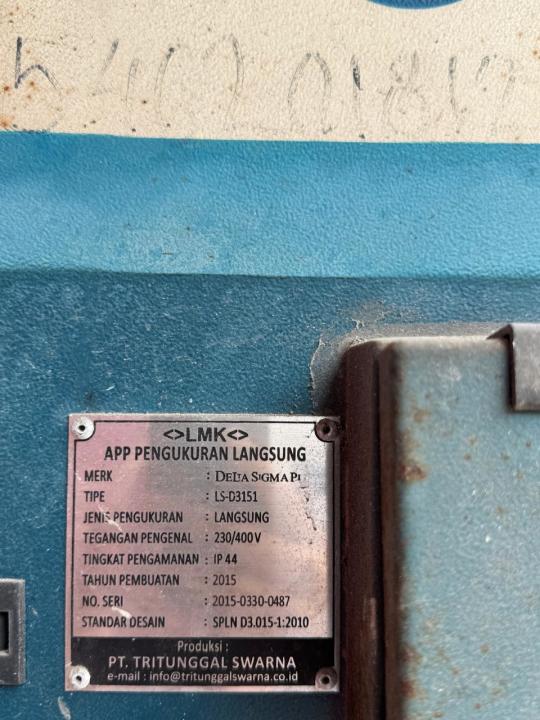 <>LMK<>
APP PENGUKURAN LANGSUNG
MERK : DELTA SIGMA PI
TIPE : LS-D3151
JENIS PENGUKURAN : LANGSUNG
TEGANGAN PENGENAL : 230/400 V
TINGKAT PENGAMANAN : IP 44
TAHUN PEMBUATAN : 2015
NO. SERI : 2015-0330-0487
STANDAR DESAIN : SPLN D3.015-1:2010
Produksi :
PT. TRITUNGGAL SWARNA
e-mail : info@tritunggalswarna.co.id